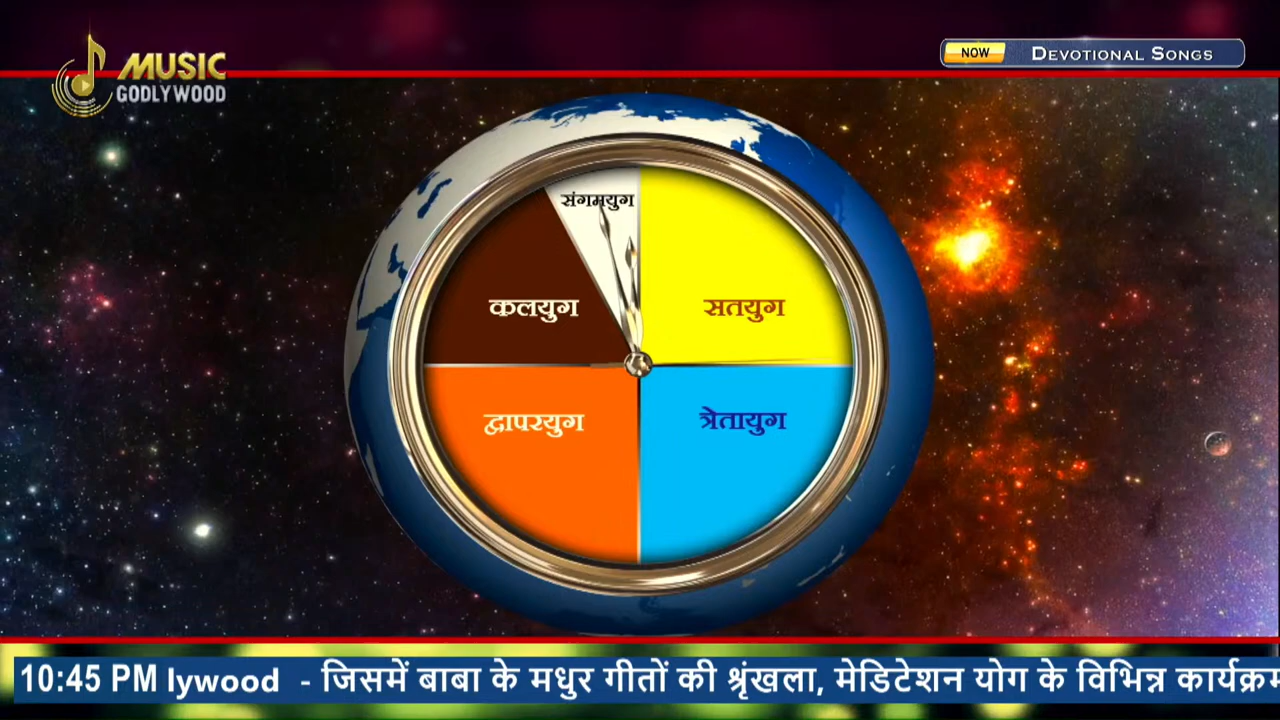 MUSIC
GODLYWOOD
NOW DEVOTIONAL SONGS
संगमयुग
कलयुग
सतयुग
द्वापरयुग
त्रेतायुग
10:45 PM lywood - जिसमें बाबा के मधुर गीतों की श्रृंखला, मेडिटेशन योग के विभिन्न कार्यक्रम